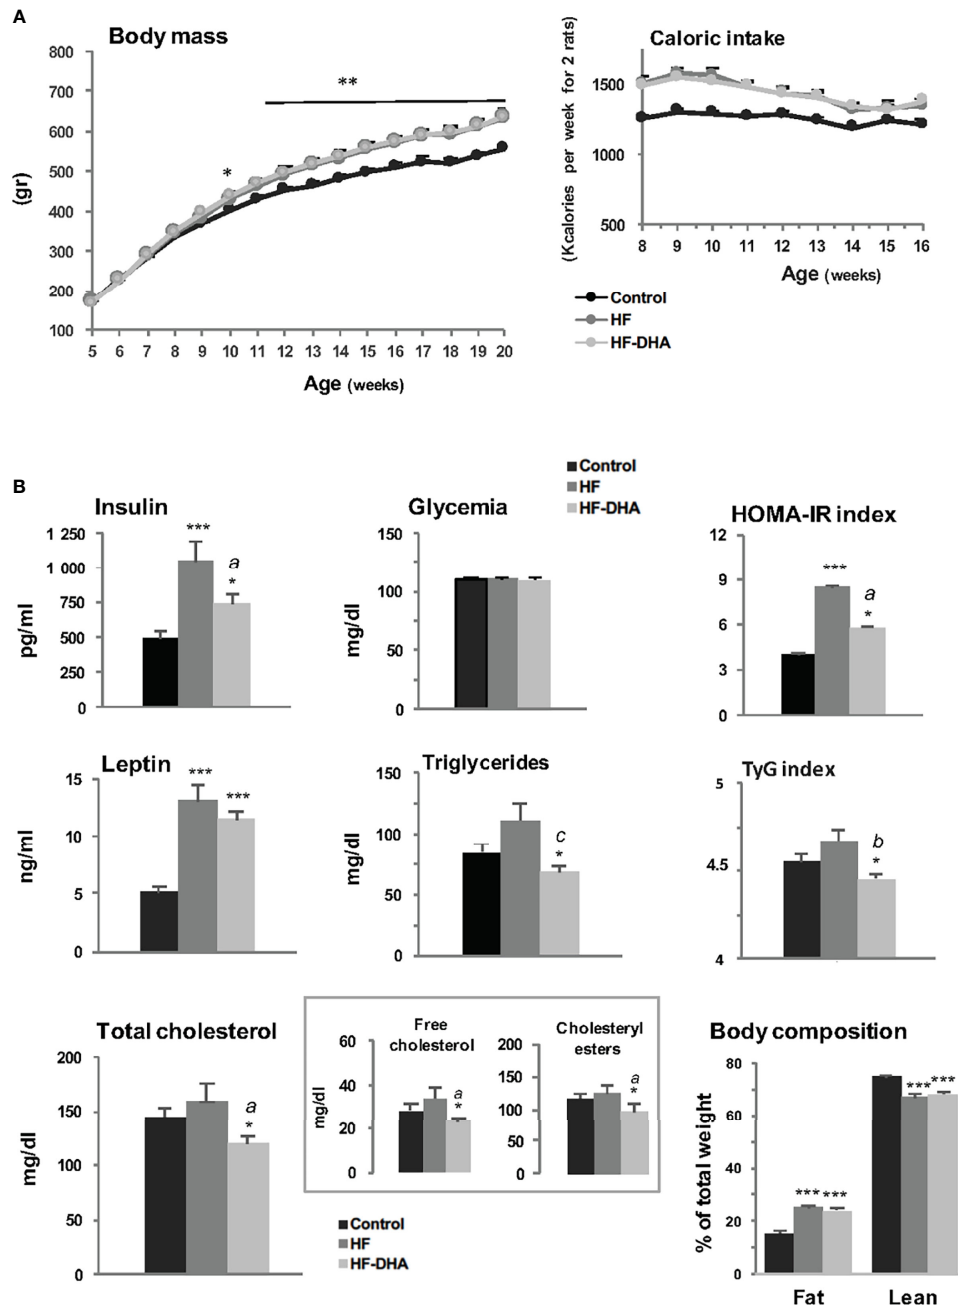 A
Body mass
800
700
600
500
400
300
200
100
(gr)
*
**
5 6 7 8 9 10 11 12 13 14 15 16 17 18 19 20
Age (weeks)
Caloric intake
(Kcalories per week for 2 rats)
1500
1000
500
8 9 10 11 12 13 14 15 16
Age (weeks)
Control
HF
HF-DHA
B
Control
HF
HF-DHA
Insulin
1 250
1 000
750
500
250
0
pg/ml
***
a
*
Glycemia
150
100
50
0
mg/dl
HOMA-IR index
12
9
6
3
0
***
a
*
Leptin
15
10
5
0
ng/ml
***
***
Triglycerides
150
100
50
0
mg/dl
c
*
TyG index
5
4.5
4
b
*
Total cholesterol
200
150
100
50
0
mg/dl
a
*
Free
cholesterol
60
40
20
0
mg/dl
a
*
Cholesteryl
esters
200
150
100
50
0
a
*
Control
HF
HF-DHA
Body composition
80
60
40
20
0
% of total weight
*** ***
*** ***
Fat Lean